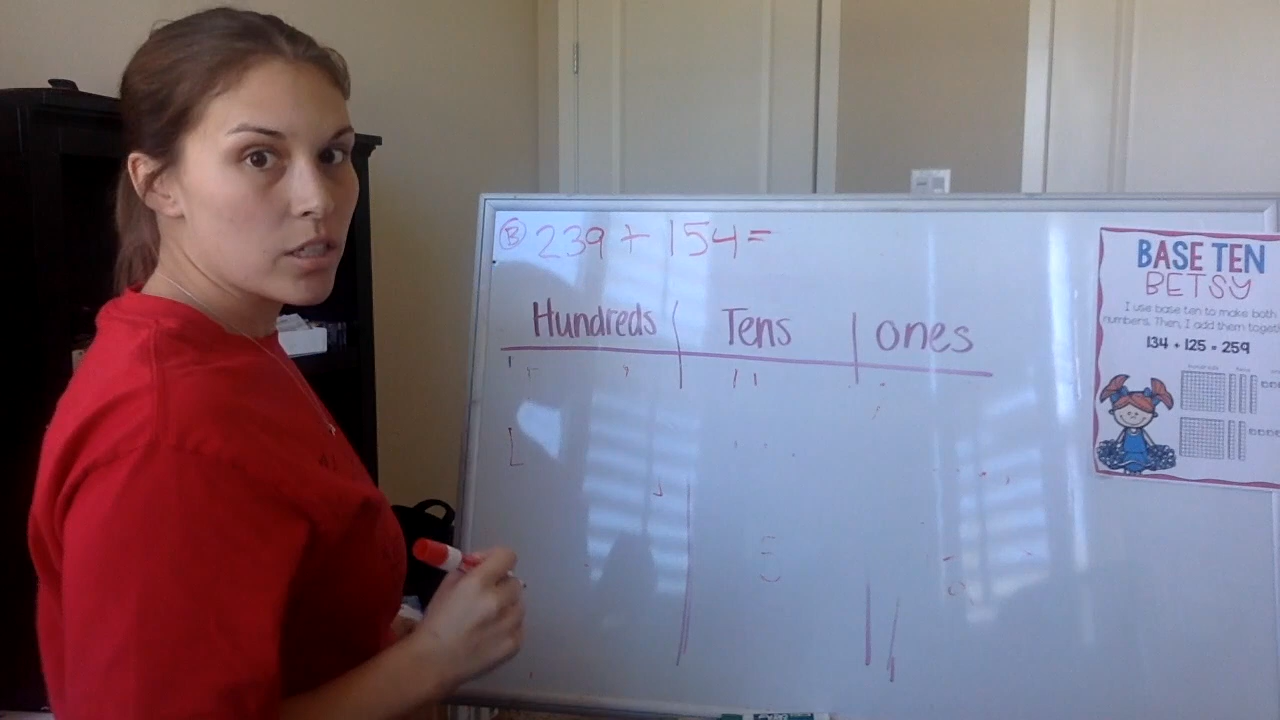 B 239 + 154 =
Hundreds Tens ones
5
BASE TEN
BETSY
I use base ten to make both
numbers. Then, I add them
134 + 125 = 259